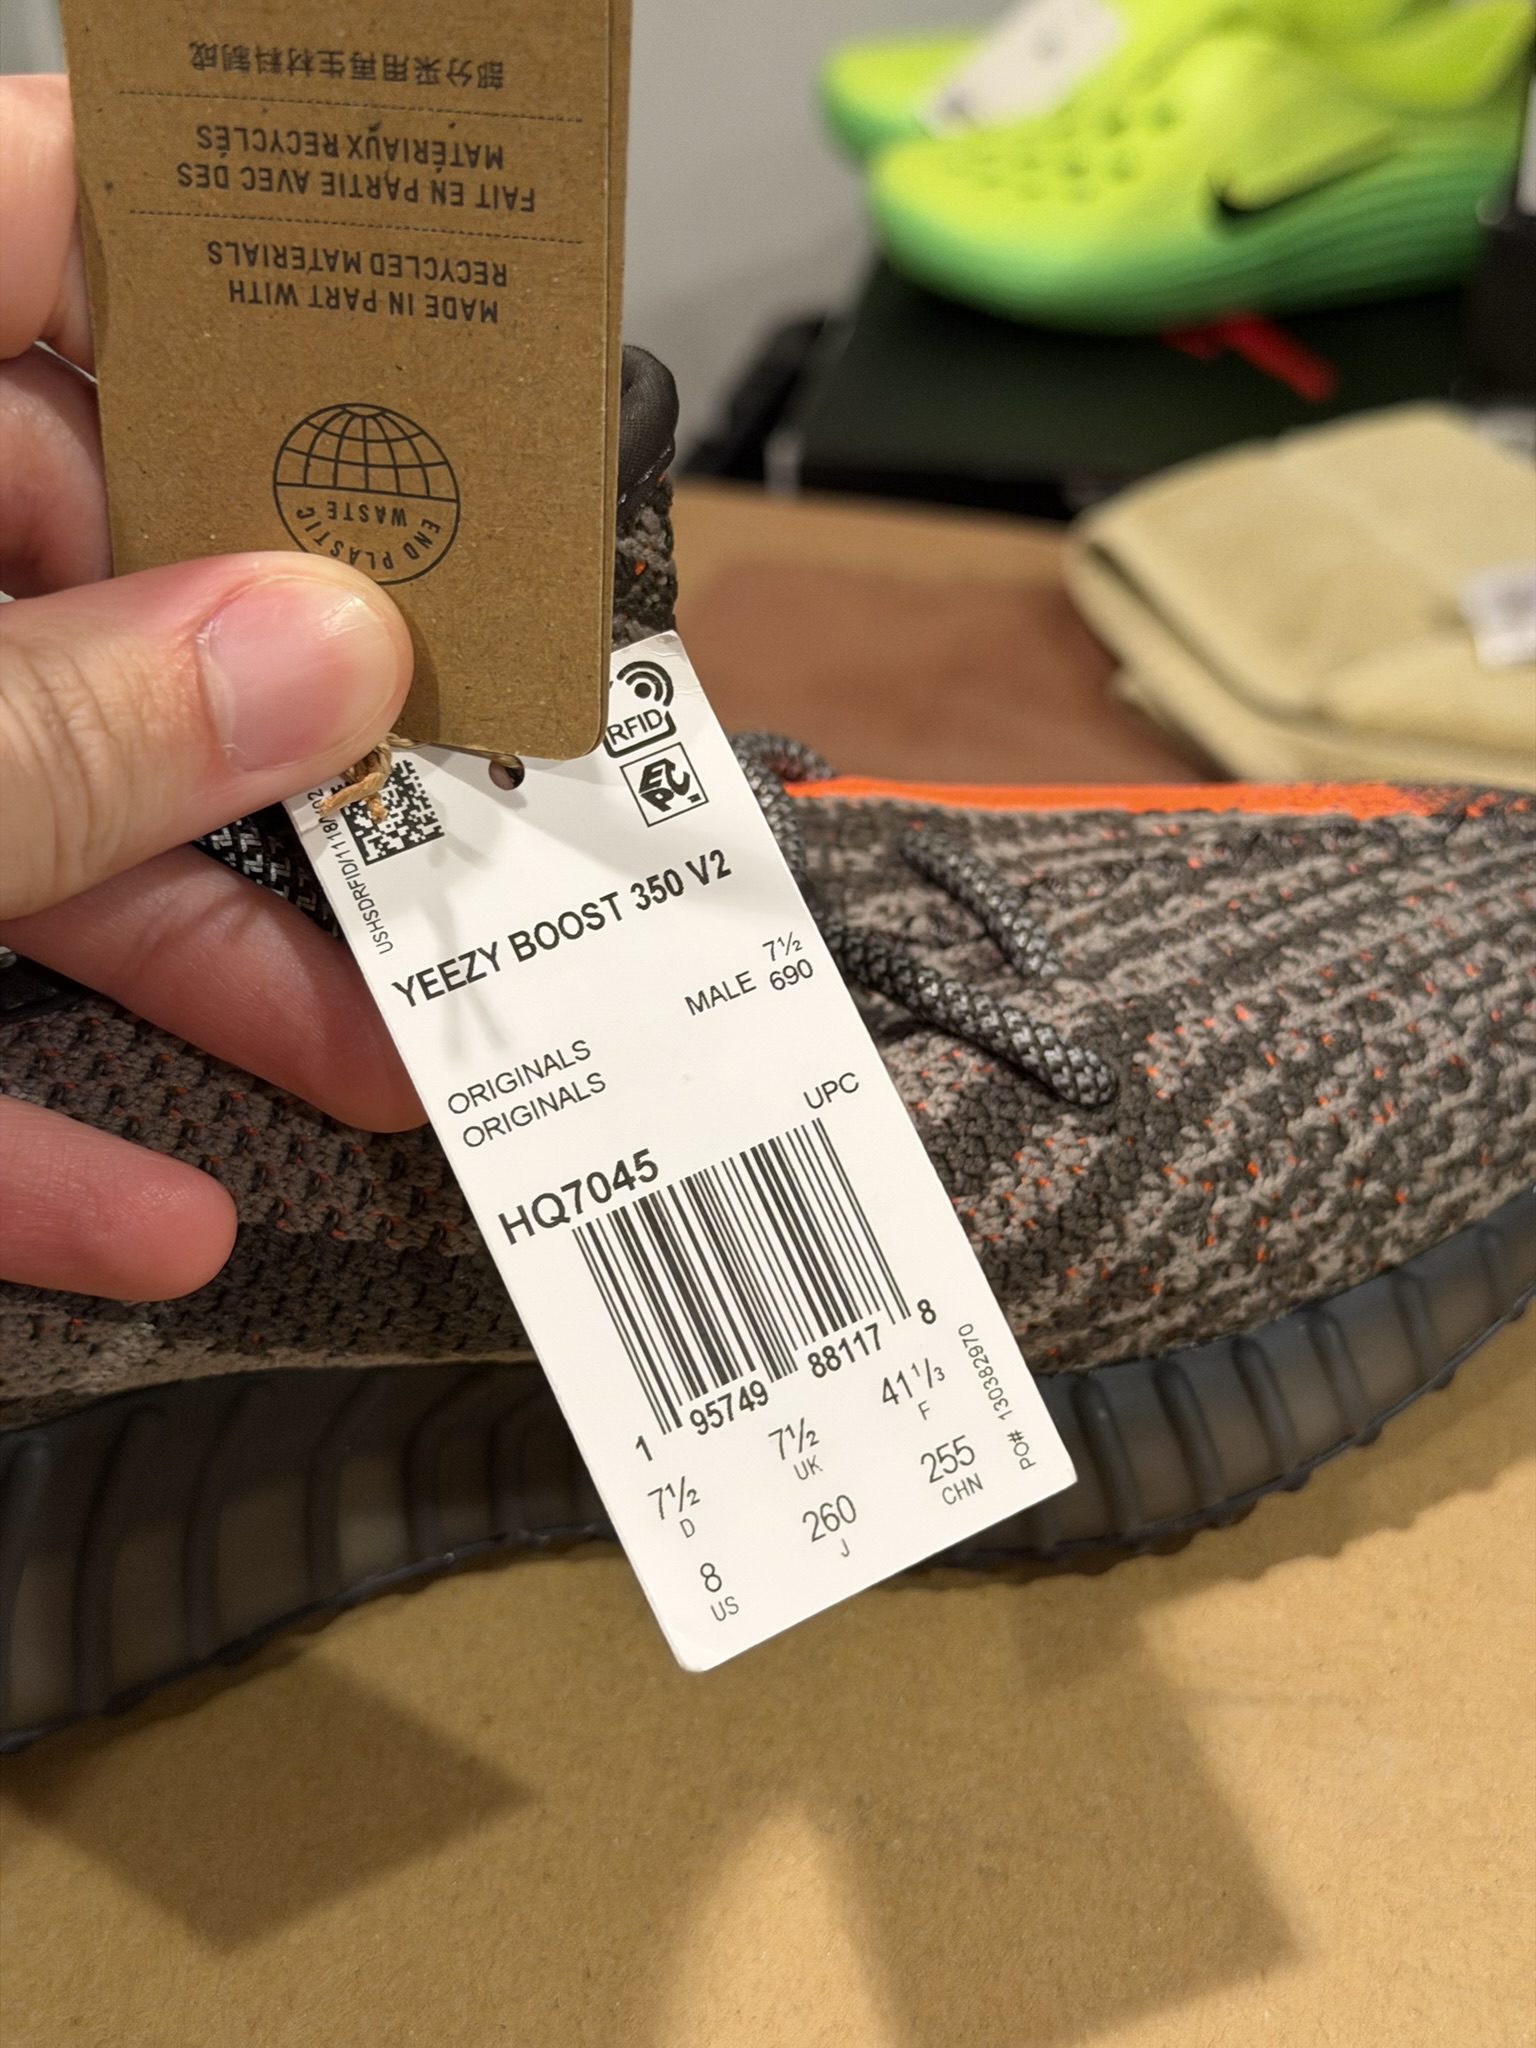 部分采用再生材料制成
FAIT EN PARTIE AVEC DES
MATÉRIAUX RECYCLÉS
MADE IN PART WITH
RECYCLED MATERIALS
END PLASTIC
WASTE
RFID
EPC
YEEZY BOOST 350 V2
7½
MALE 690
ORIGINALS
ORIGINALS
UPC
HQ7045
1 95749 88117 8
7½ 7½ 41⅓
D UK F
8 260 255
US J CHN
PO# 130382970